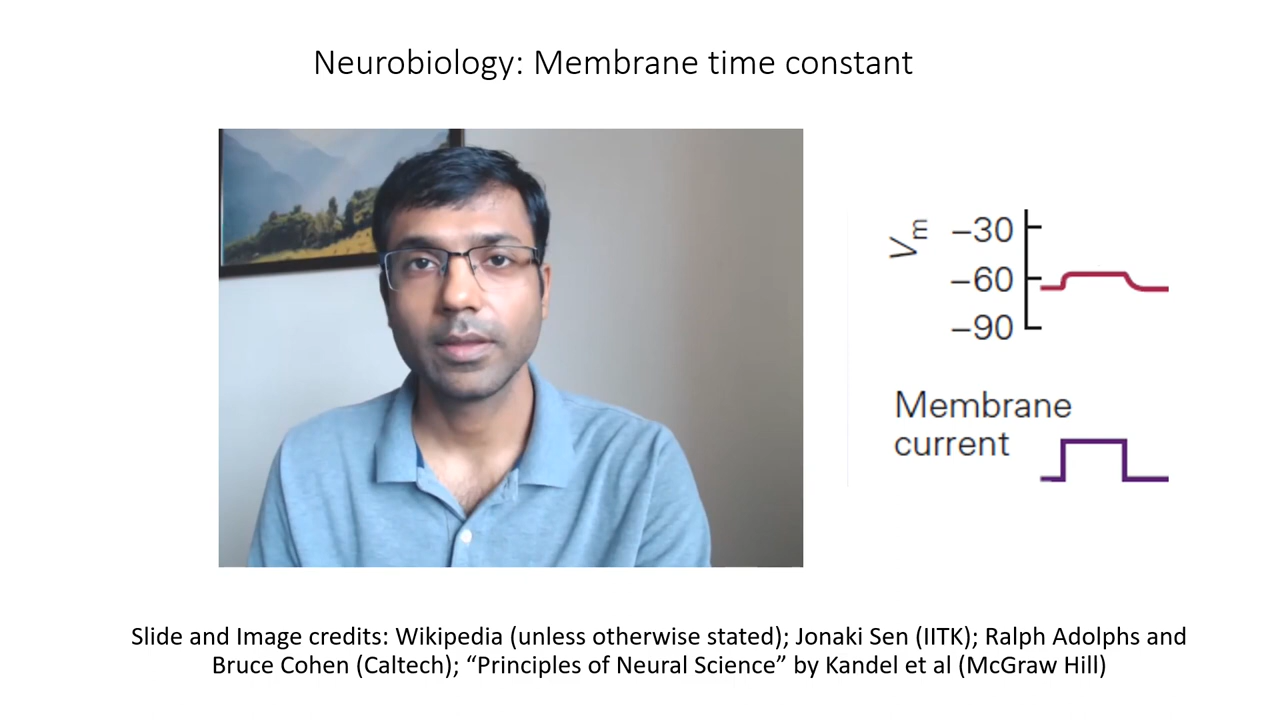 Neurobiology: Membrane time constant
Vm
−30
−60
−90
Membrane
current
Slide and Image credits: Wikipedia (unless otherwise stated); Jonaki Sen (IITK); Ralph Adolphs and
Bruce Cohen (Caltech); “Principles of Neural Science” by Kandel et al (McGraw Hill)